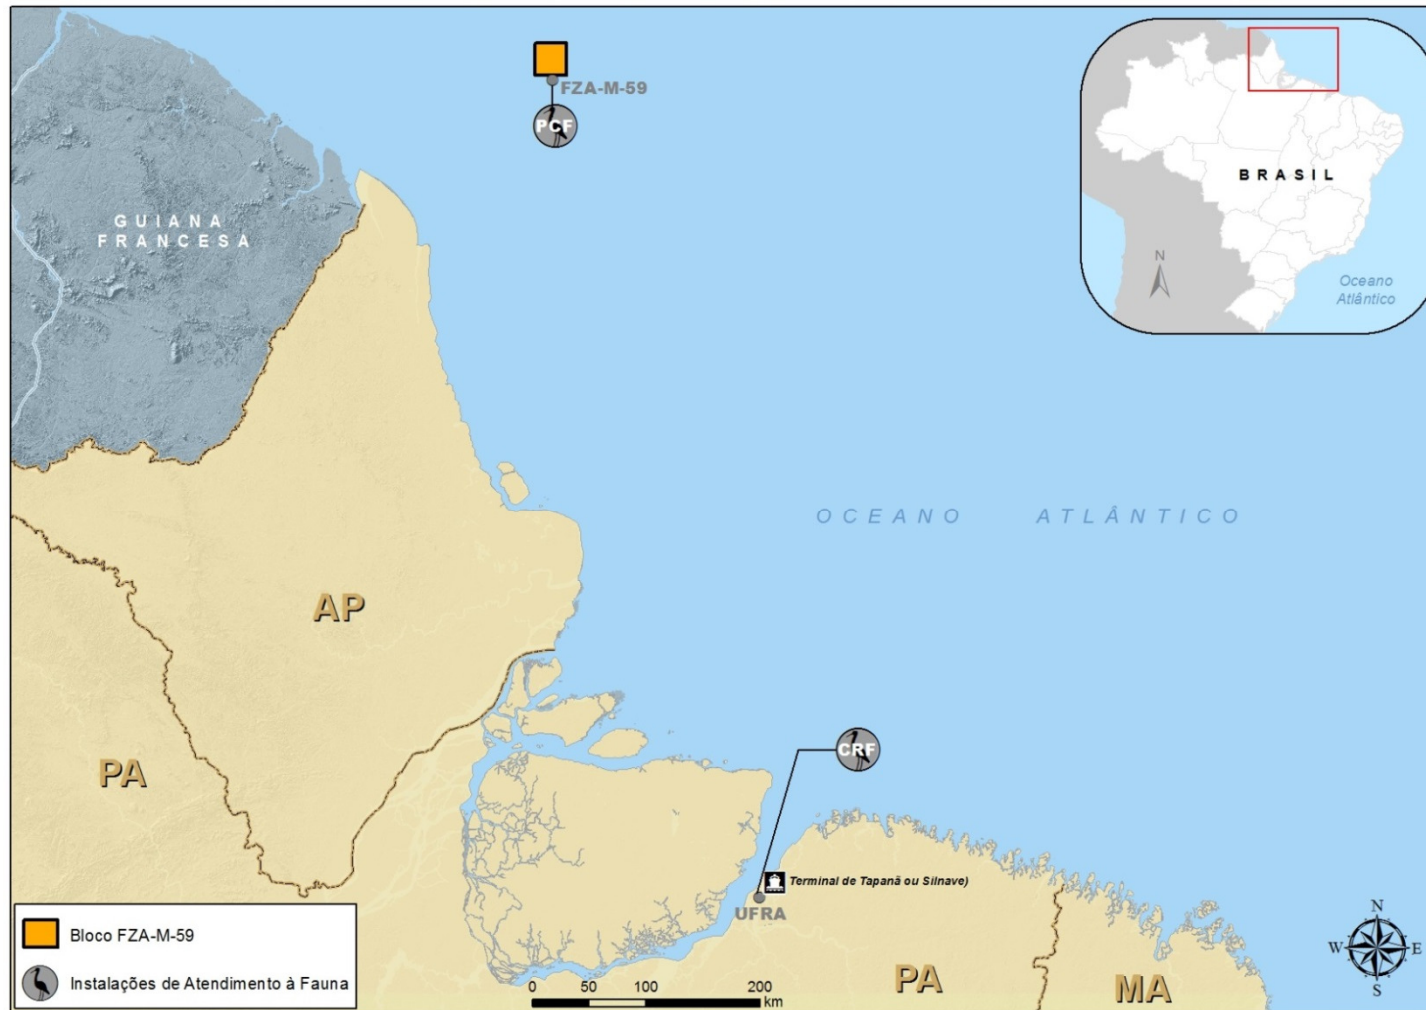 FZA-M-59
PCF
GUIANA
FRANCESA
BRASIL
N
Oceano
Atlântico
OCEANO ATLÂNTICO
AP
PA
CRF
Terminal de Tapanã ou Silnave)
UFRA
PA
MA
N
W E
S
Bloco FZA-M-59
Instalações de Atendimento à Fauna
0 50 100 200
km